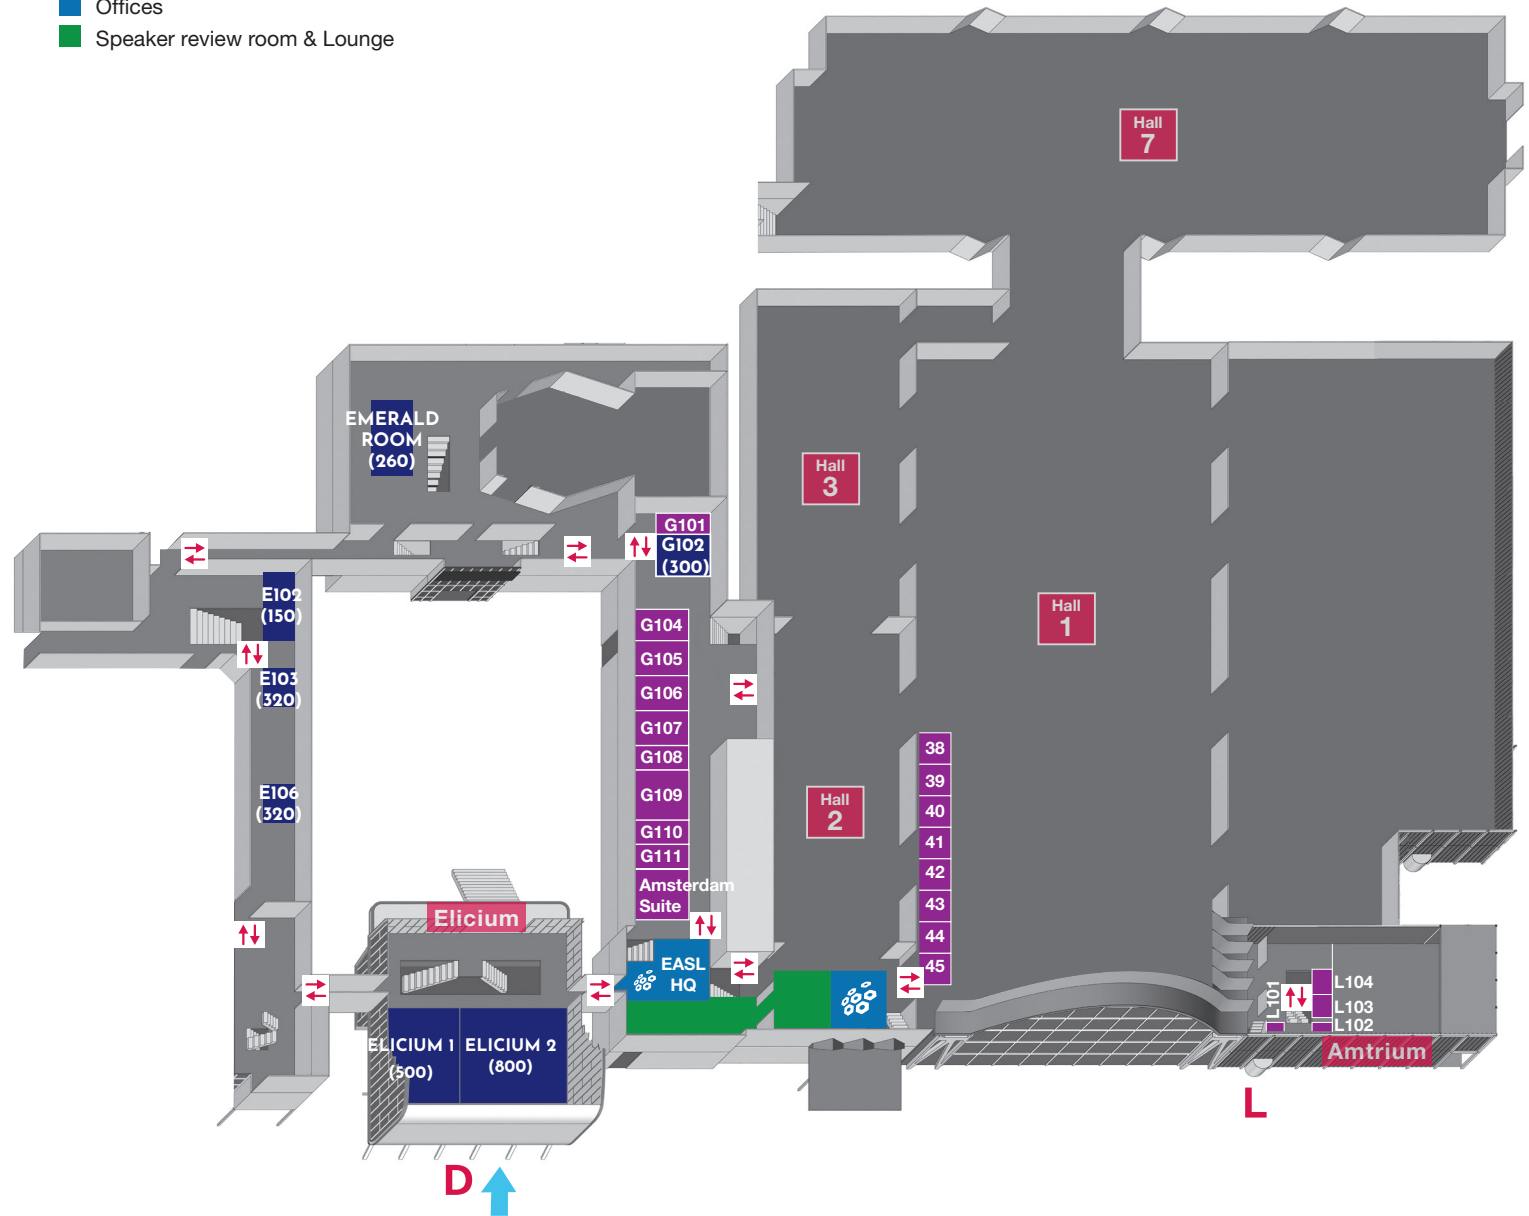 Offices
Speaker review room & Lounge
Hall
7
EMERALD
ROOM
(260)
Hall
3
G101
G102
(300)
E102
(150)
Hall
1
G104
G105
E103
(320)
G106
G107
38
G108
39
E106
(320)
G109
Hall
2
40
G110
41
G111
42
Amsterdam
Suite
43
Elicium
44
EASL
HQ
45
L101
L104
L103
L102
ELICIUM 1
(500)
ELICIUM 2
(800)
Amtrium
L
D